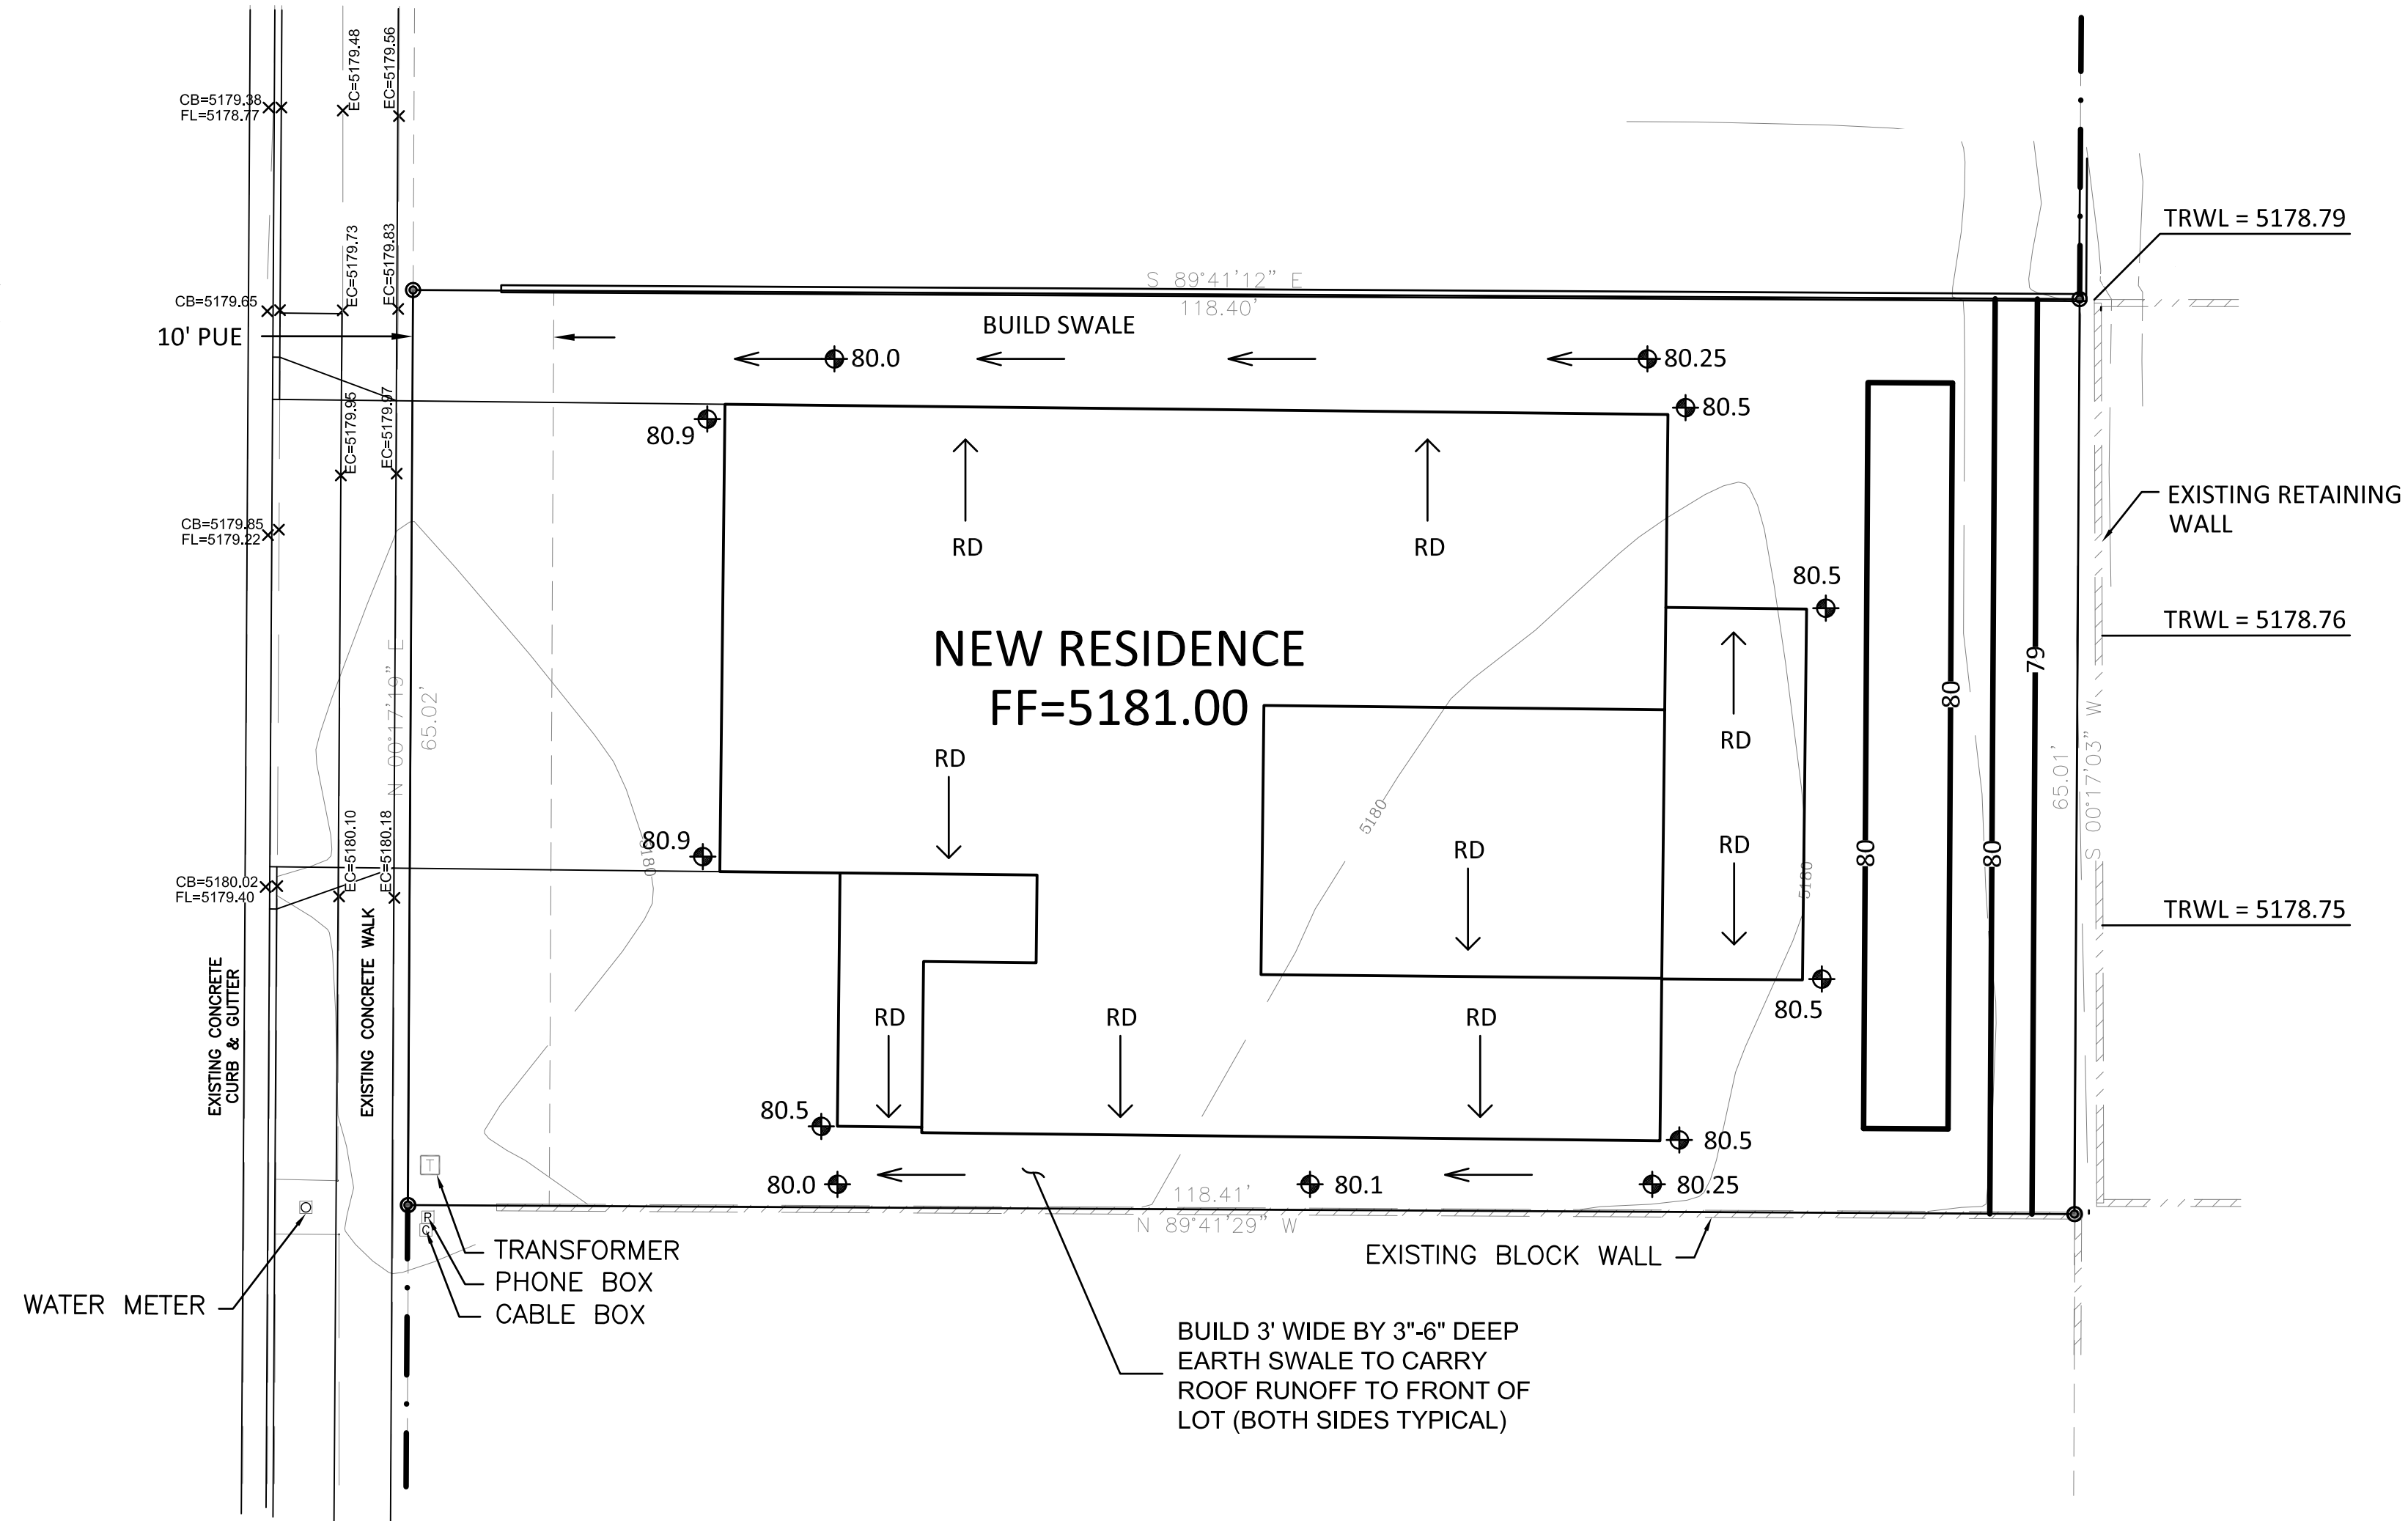 EC=5179.48
EC=5179.56
CB=5179.38
FL=5178.77
TRWL = 5178.79
EC=5179.73
EC=5179.83
S 89°41'12" E
118.40'
CB=5179.65
10' PUE
BUILD SWALE
80.0
80.25
80.9
80.5
EC=5179.95
EC=5179.97
CB=5179.85
FL=5179.22
RD
RD
EXISTING RETAINING
WALL
80.5
TRWL = 5178.76
NEW RESIDENCE
FF=5181.00
N 00°17'19" E
65.02'
79
80
RD
RD
65.01'
S 00°17'03" W
5180
80.9
5180
RD
RD
80
80
EC=5180.10
EC=5180.18
CB=5180.02
FL=5179.40
5180
TRWL = 5178.75
EXISTING CONCRETE
CURB & GUTTER
EXISTING CONCRETE WALK
80.5
RD
RD
RD
80.5
80.5
T
80.0
80.1
80.25
118.41'
N 89°41'29" W
R
C
TRANSFORMER
PHONE BOX
CABLE BOX
WATER METER
EXISTING BLOCK WALL
BUILD 3' WIDE BY 3"-6" DEEP
EARTH SWALE TO CARRY
ROOF RUNOFF TO FRONT OF
LOT (BOTH SIDES TYPICAL)